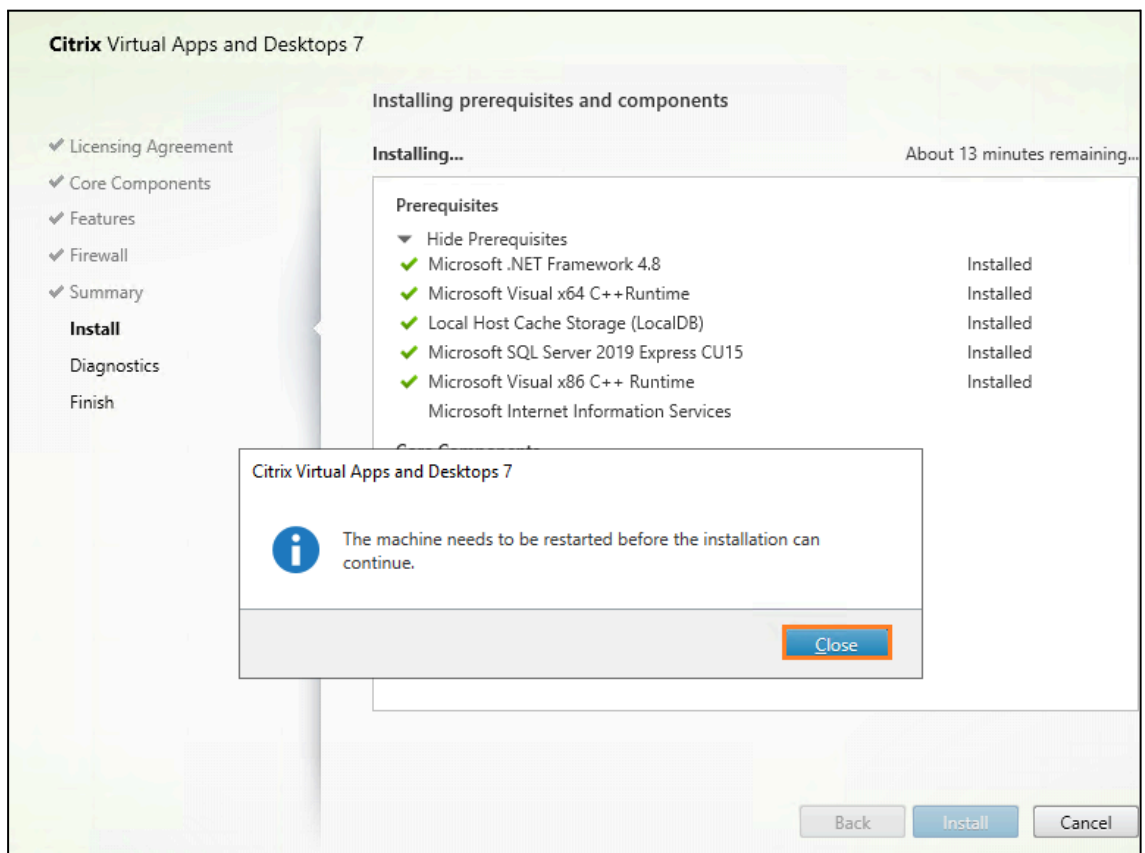 Citrix Virtual Apps and Desktops 7
Installing prerequisites and components
Licensing Agreement
Core Components
Features
Firewall
Summary
Install
Diagnostics
Finish
Installing... About 13 minutes remaining...
Prerequisites
Hide Prerequisites
Microsoft .NET Framework 4.8 Installed
Microsoft Visual x64 C++Runtime Installed
Local Host Cache Storage (LocalDB) Installed
Microsoft SQL Server 2019 Express CU15 Installed
Microsoft Visual x86 C++ Runtime Installed
Microsoft Internet Information Services
Core Components
Citrix Virtual Apps and Desktops 7
The machine needs to be restarted before the installation can
continue.
Close
Back Install Cancel